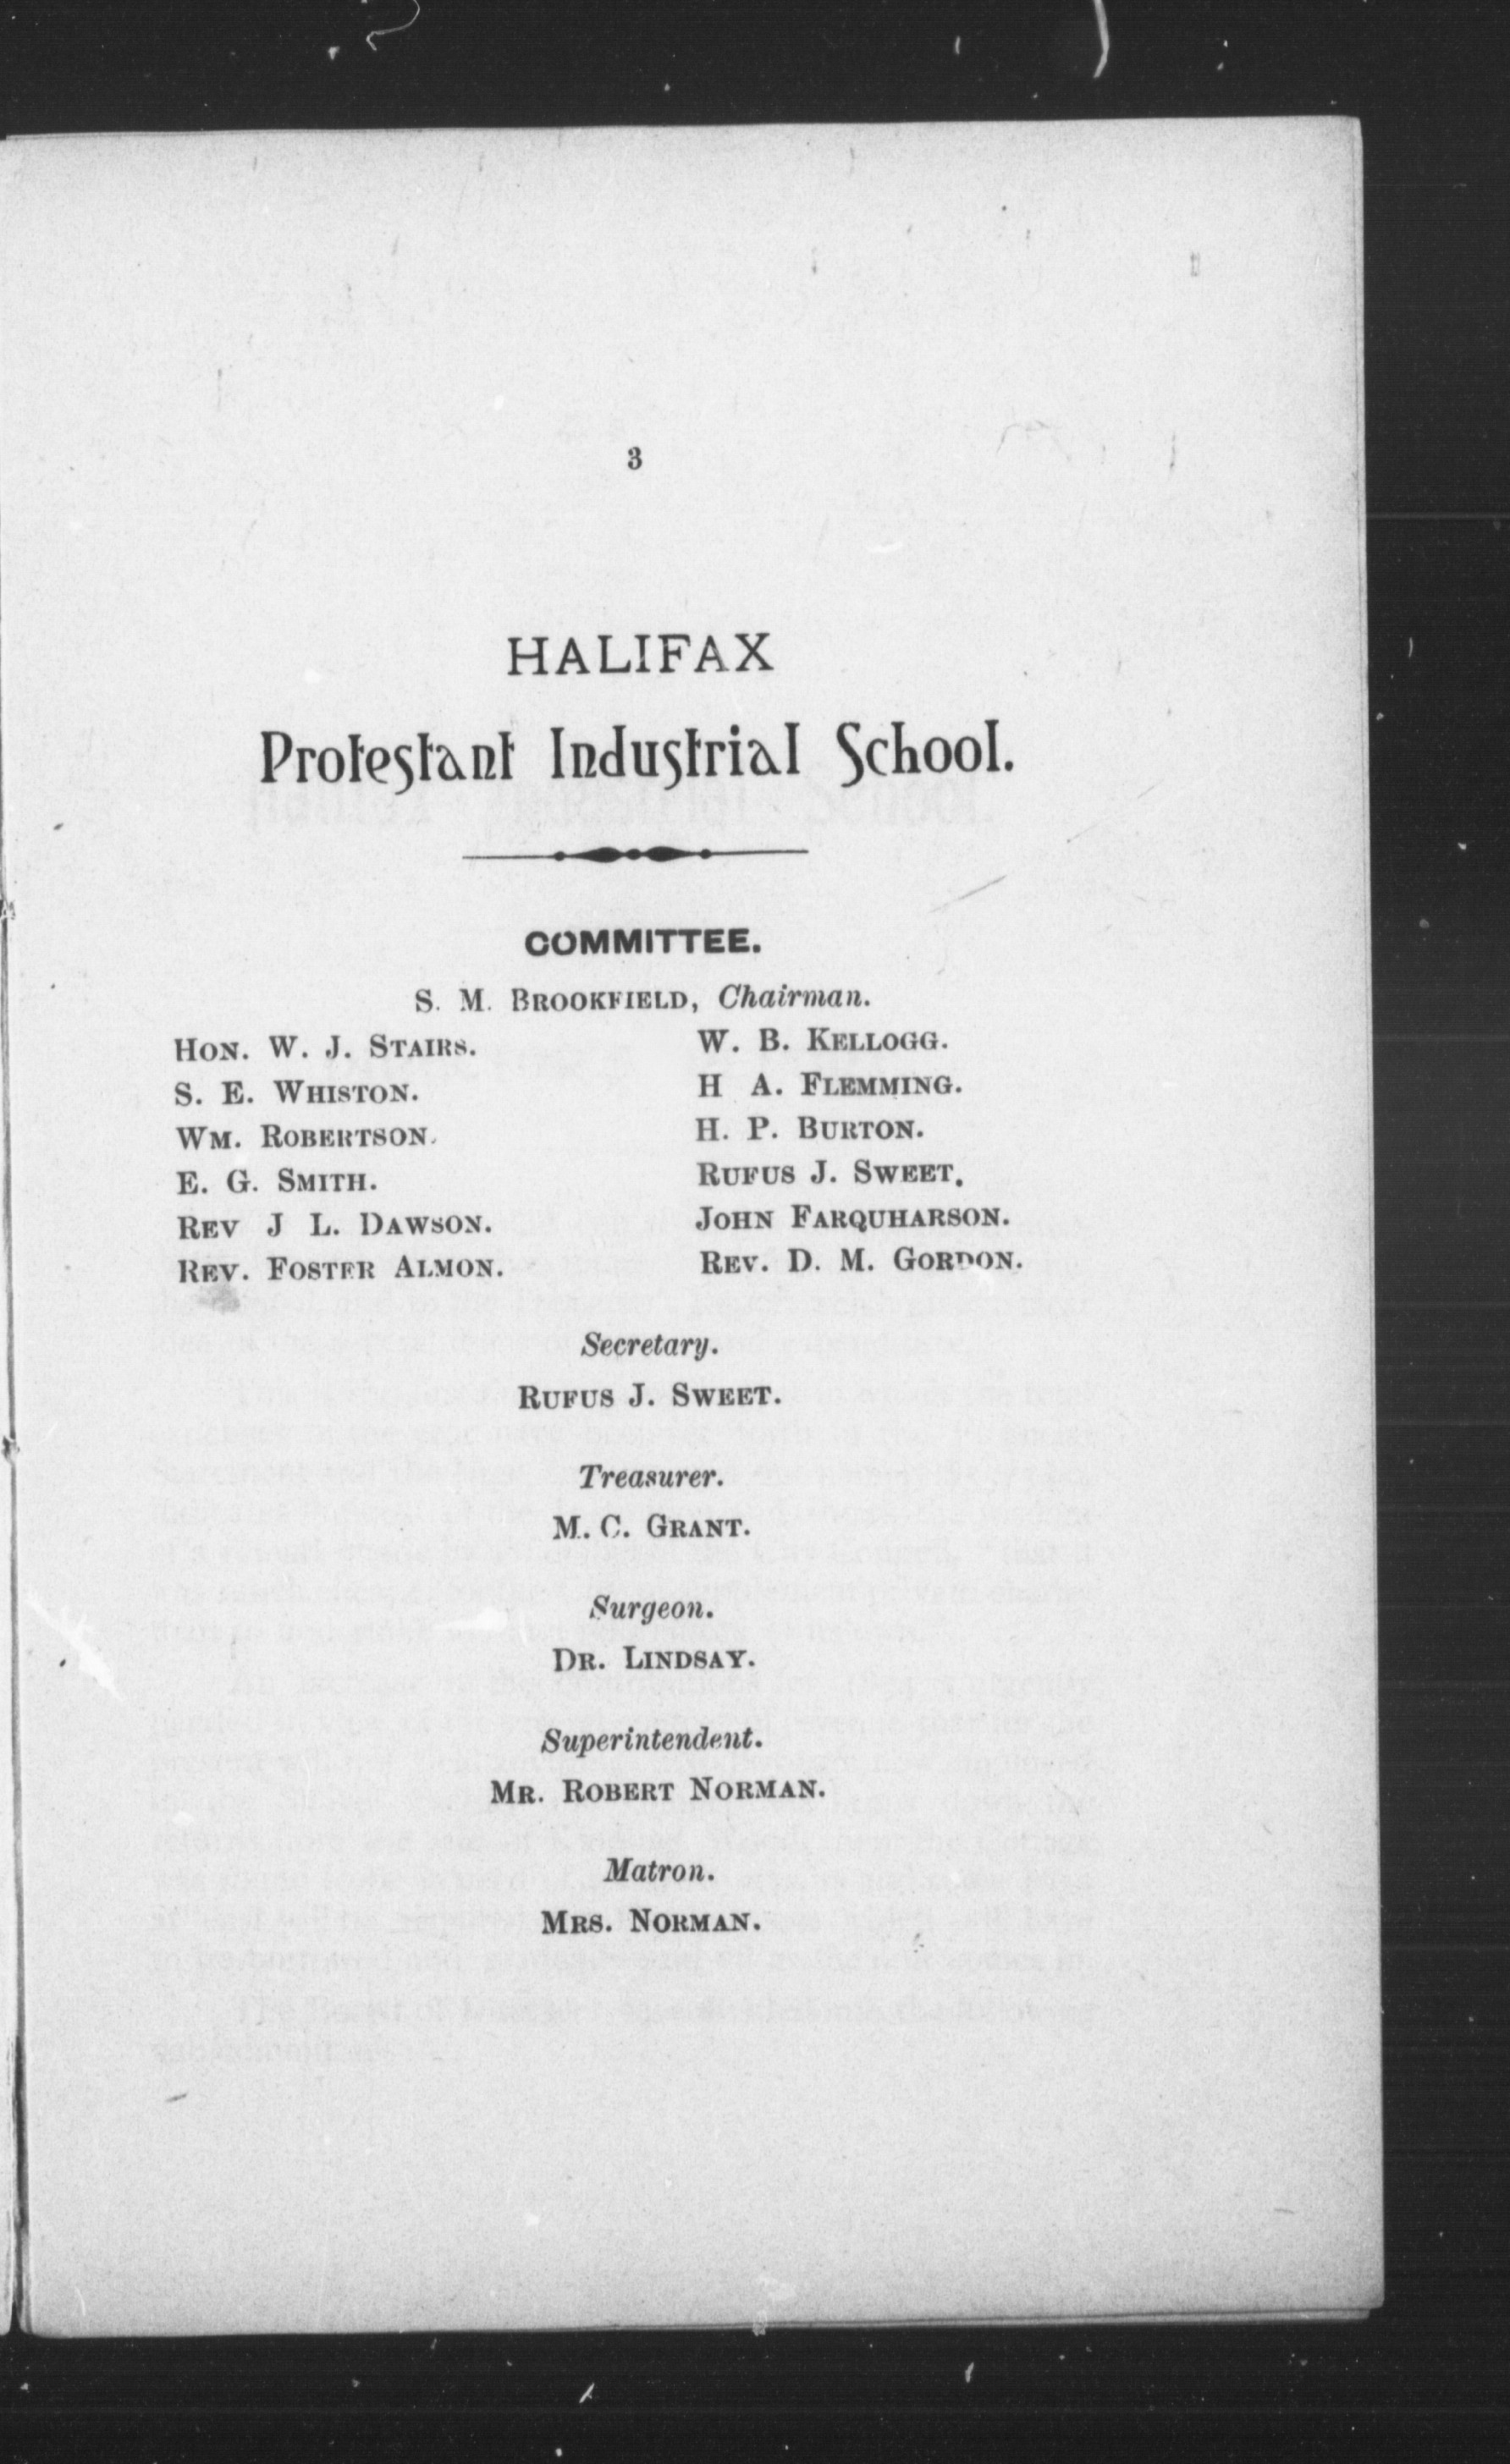 3
HALIFAX
Protestant Industrial School.
COMMITTEE.
S. M. BROOKFIELD, Chairman.
HON. W. J. STAIRS.
S. E. WHISTON.
WM. ROBERTSON.
E. G. SMITH.
REV J L. DAWSON.
REV. FOSTER ALMON.
W. B. KELLOGG.
H A. FLEMMING.
H. P. BURTON.
RUFUS J. SWEET.
JOHN FARQUHARSON.
REV. D. M. GORDON.
Secretary.
RUFUS J. SWEET.
Treasurer.
M. C. GRANT.
Surgeon.
DR. LINDSAY.
Superintendent.
MR. ROBERT NORMAN.
Matron.
MRS. NORMAN.